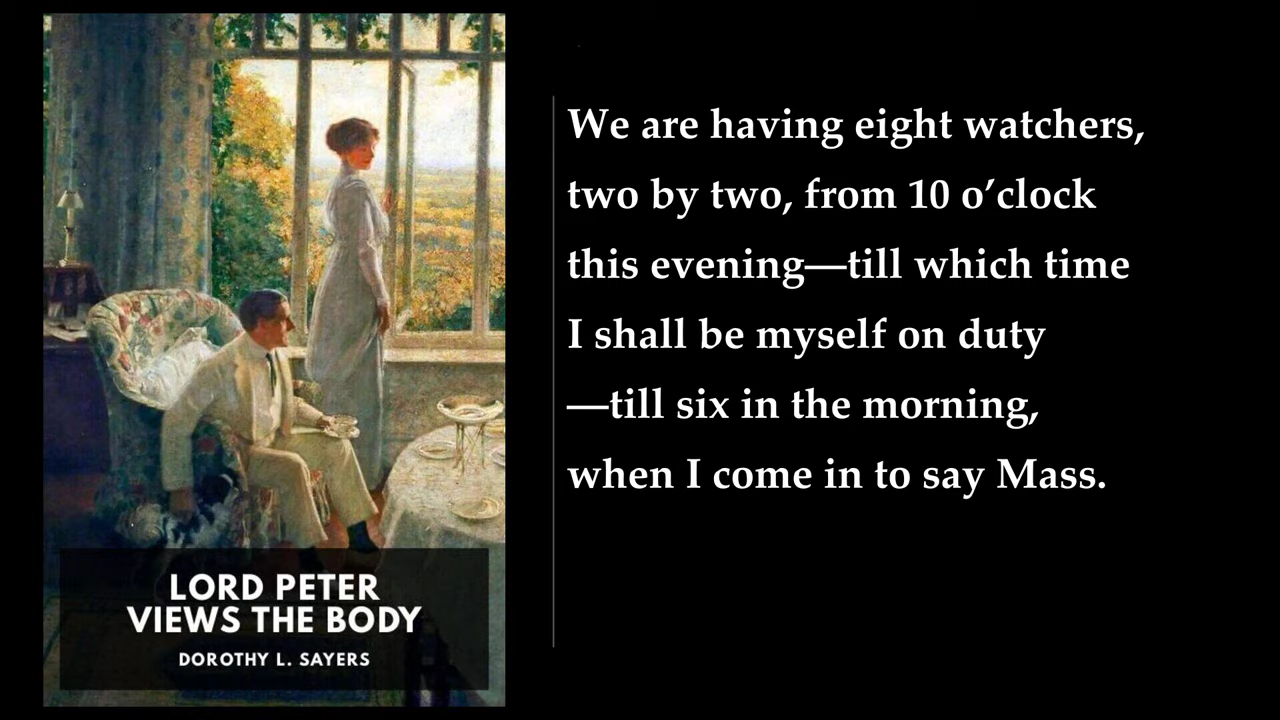 We are having eight watchers,
two by two, from 10 o’clock
this evening—till which time
I shall be myself on duty
—till six in the morning,
when I come in to say Mass.
LORD PETER
VIEWS THE BODY
DOROTHY L. SAYERS